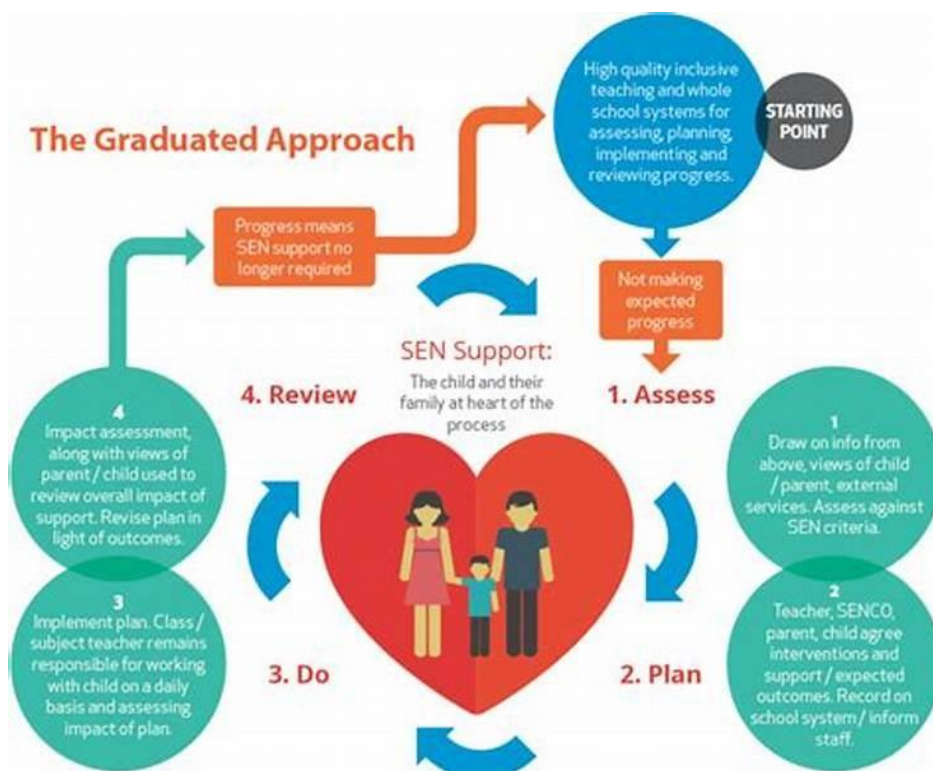 The Graduated Approach
High quality inclusive
teaching and whole
school systems for
assessing, planning,
implementing and
reviewing progress.
STARTING
POINT
Progress means
SEN support no
longer required
Not making
expected
progress
SEN Support:
The child and their
family at heart of the
process
4. Review
1. Assess
4
Impact assessment,
along with views of
parent / child used to
review overall impact of
support. Revise plan in
light of outcomes.
1
Draw on info from
above, views of child
/ parent, external
services. Assess against
SEN criteria.
3
Implement plan. Class /
subject teacher remains
responsible for working
with child on a daily
basis and assessing
impact of plan.
3. Do
2. Plan
2
Teacher, SENCO,
parent, child agree
interventions and
support / expected
outcomes. Record on
school system / inform
staff.